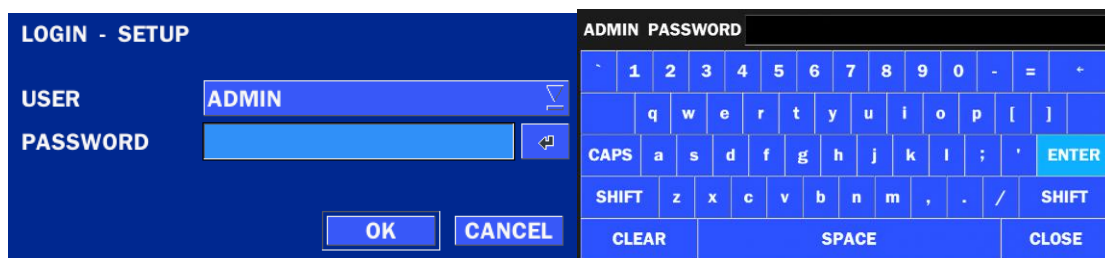 LOGIN - SETUP
USER ADMIN
PASSWORD
OK CANCEL
ADMIN PASSWORD
` 1 2 3 4 5 6 7 8 9 0 - = ←
q w e r t y u i o p [ ]
CAPS a s d f g h j k l ; ' ENTER
SHIFT z x c v b n m , . / SHIFT
CLEAR SPACE CLOSE